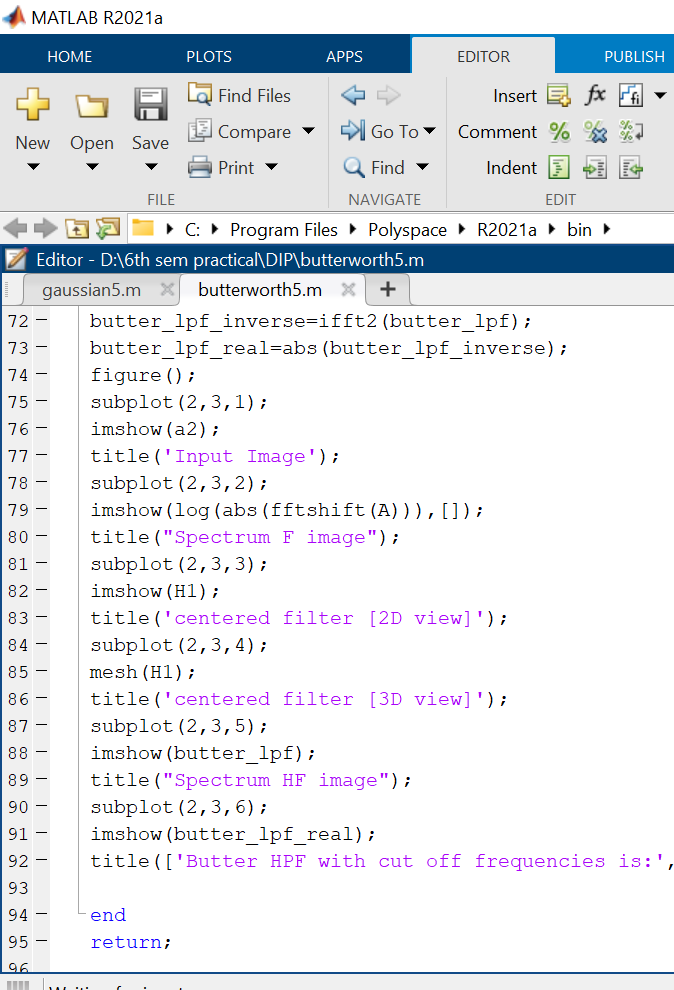 MATLAB R2021a
HOME PLOTS APPS EDITOR PUBLISH
New Open Save Find Files Compare Print Go To Find Insert fx fi Comment % Indent
FILE NAVIGATE EDIT
C: Program Files Polyspace R2021a bin
Editor - D:\6th sem practical\DIP\butterworth5.m
gaussian5.m butterworth5.m +
72 butter_lpf_inverse=ifft2(butter_lpf);
73 butter_lpf_real=abs(butter_lpf_inverse);
74 figure();
75 subplot(2,3,1);
76 imshow(a2);
77 title('Input Image');
78 subplot(2,3,2);
79 imshow(log(abs(fftshift(A))),[]);
80 title("Spectrum F image");
81 subplot(2,3,3);
82 imshow(H1);
83 title('centered filter [2D view]');
84 subplot(2,3,4);
85 mesh(H1);
86 title('centered filter [3D view]');
87 subplot(2,3,5);
88 imshow(butter_lpf);
89 title("Spectrum HF image");
90 subplot(2,3,6);
91 imshow(butter_lpf_real);
92 title(['Butter HPF with cut off frequencies is:',
93
94 end
95 return;
96